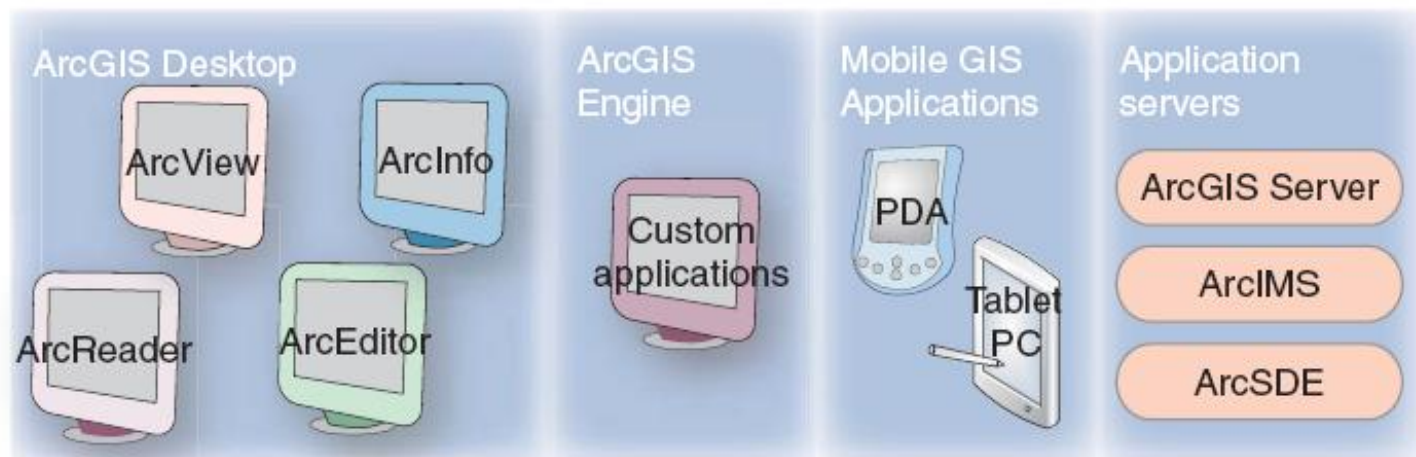 ArcGIS Desktop
ArcView
ArcInfo
ArcReader
ArcEditor
ArcGIS
Engine
Custom
applications
Mobile GIS
Applications
PDA
Tablet
PC
Application
servers
ArcGIS Server
ArcIMS
ArcSDE